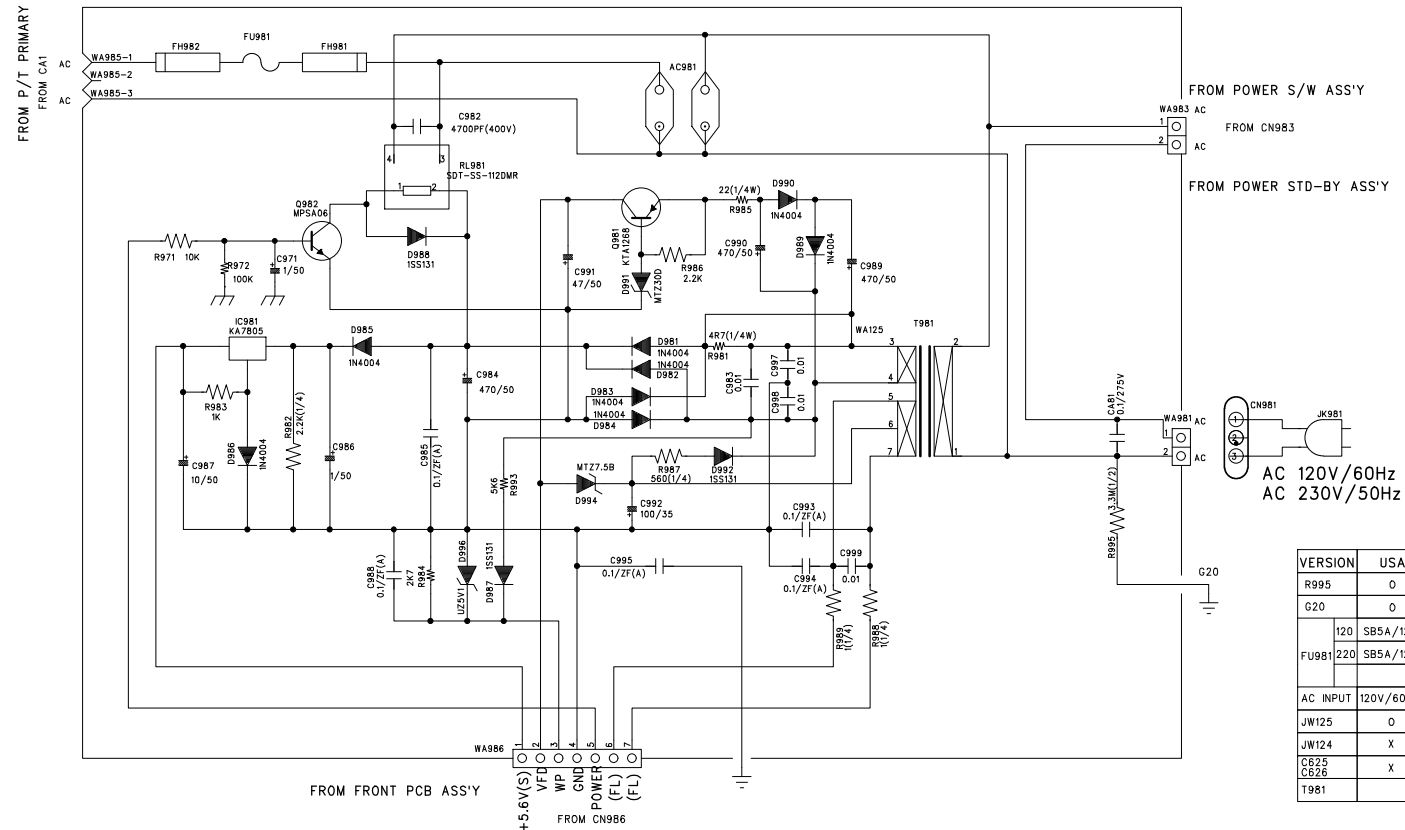 FROM P/T PRIMARY
FROM CA1
AC
WA985-1
WA985-2
AC
WA985-3
FH982
FU981
FH981
AC981
C982
4700PF(400V)
4
3
RL981
SDT-SS-112DMR
1
2
Q982
MPSA06
R971
10K
R972
100K
C971
1/50
D988
1SS131
C991
47/50
Q981
KTA1268
D991
MTZ30D
R986
2.2K
22(1/4W)
R985
D990
1N4004
C990
470/50
D989
1N4004
C989
470/50
FROM POWER S/W ASS'Y
WA983
AC
1
FROM CN983
2
AC
FROM POWER STD-BY ASS'Y
IC981
KA7805
D985
1N4004
D981
1N4004
1N4004
D982
4R7(1/4W)
R981
WA125
T981
3
2
4
5
6
7
1
C997
0.01
C983
0.01
C998
0.01
D983
1N4004
1N4004
D984
C984
470/50
R983
1K
D986
1N4004
R982
2.2K(1/4)
C986
1/50
C985
0.1/ZF(A)
C987
10/50
5K6
R993
MTZ7.5B
D994
R987
560(1/4)
D992
1SS131
C992
100/35
C993
0.1/ZF(A)
C994
0.1/ZF(A)
C999
0.01
C995
0.1/ZF(A)
C988
0.1/ZF(A)
2K7
R984
D996
UZ5V1
1SS131
D987
R989
1(1/4)
R988
1(1/4)
CA81
0.1/275V
3.3M(1/2)
R995
G20
WA981
AC
1
2
AC
CN981
1
2
3
JK981
AC 120V/60Hz
AC 230V/50Hz
WA986
1
2
3
4
5
6
7
+5.6V(S)
VFD
WP
GND
POWER
(FL)
(FL)
FROM FRONT PCB ASS'Y
FROM CN986
VERSION
USA
R995
O
G20
O
FU981
120
SB5A/1
220
SB5A/1
AC INPUT
120V/60
JW125
O
JW124
X
C625
C626
X
T981